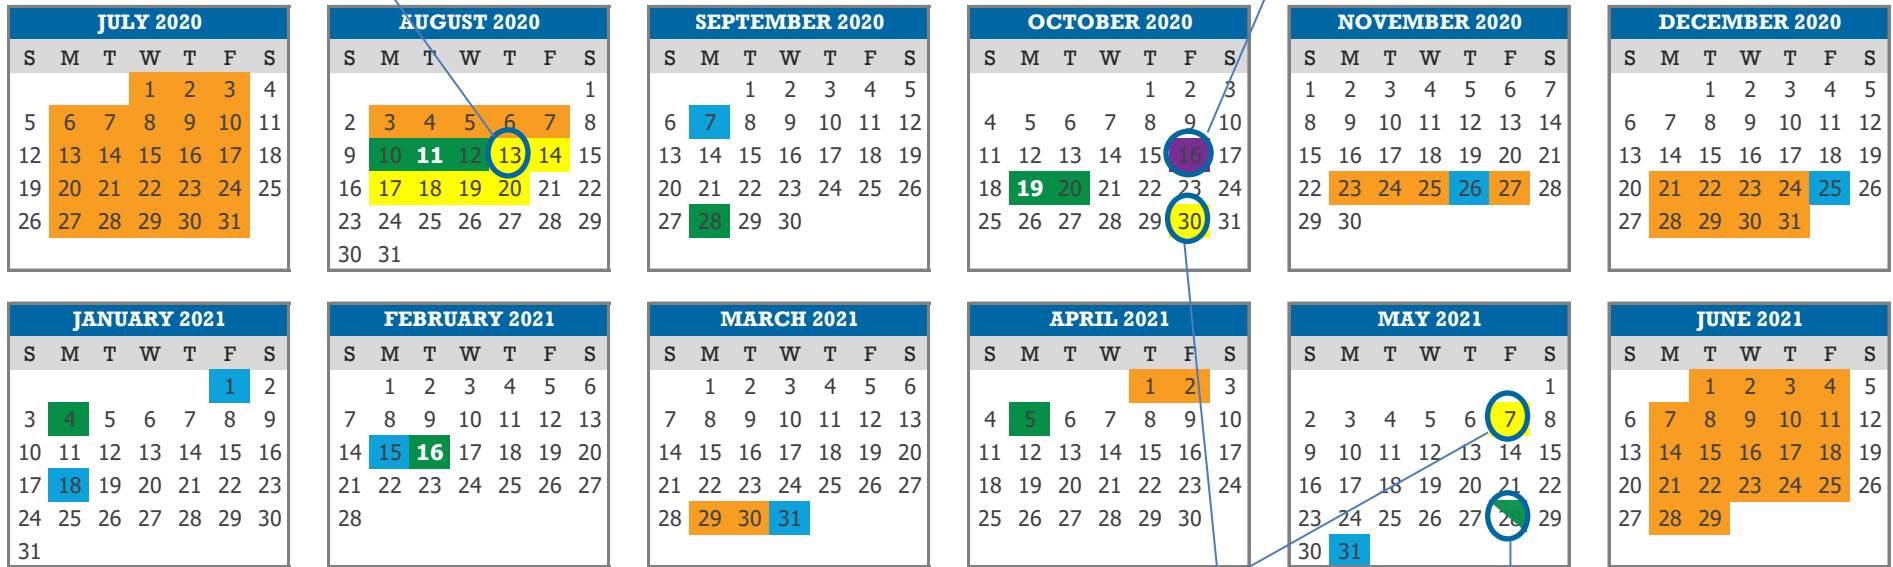 JULY 2020 AUGUST 2020 SEPTEMBER 2020 OCTOBER 2020 NOVEMBER 2020 DECEMBER 2020
S M T W T F S S M T W T F S S M T W T F S S M T W T F S S M T W T F S S M T W T F S
1 2 3 4 1 1 2 3 4 5 1 2 3 1 2 3 4 5 6 7 1 2 3 4 5
5 6 7 8 9 10 11 2 3 4 5 6 7 8 6 7 8 9 10 11 12 4 5 6 7 8 9 10 8 9 10 11 12 13 14 6 7 8 9 10 11 12
12 13 14 15 16 17 18 9 10 11 12 13 14 15 13 14 15 16 17 18 19 11 12 13 14 15 16 17 15 16 17 18 19 20 21 13 14 15 16 17 18 19
19 20 21 22 23 24 25 16 17 18 19 20 21 22 20 21 22 23 24 25 26 18 19 20 21 22 23 24 22 23 24 25 26 27 28 20 21 22 23 24 25 26
26 27 28 29 30 31 23 24 25 26 27 28 29 27 28 29 30 25 26 27 28 29 30 31 29 30 27 28 29 30 31
30 31
JANUARY 2021 FEBRUARY 2021 MARCH 2021 APRIL 2021 MAY 2021 JUNE 2021
S M T W T F S S M T W T F S S M T W T F S S M T W T F S S M T W T F S S M T W T F S
1 2 1 2 3 4 5 6 1 2 3 4 5 6 1 2 3 1 1 2 3 4 5
3 4 5 6 7 8 9 7 8 9 10 11 12 13 7 8 9 10 11 12 13 4 5 6 7 8 9 10 2 3 4 5 6 7 8 6 7 8 9 10 11 12
10 11 12 13 14 15 16 14 15 16 17 18 19 20 14 15 16 17 18 19 20 11 12 13 14 15 16 17 9 10 11 12 13 14 15 13 14 15 16 17 18 19
17 18 19 20 21 22 23 21 22 23 24 25 26 27 21 22 23 24 25 26 27 18 19 20 21 22 23 24 16 17 18 19 20 21 22 20 21 22 23 24 25 26
24 25 26 27 28 29 30 28 28 29 30 31 25 26 27 28 29 30 23 24 25 26 27 28 29 27 28 29
31 30 31